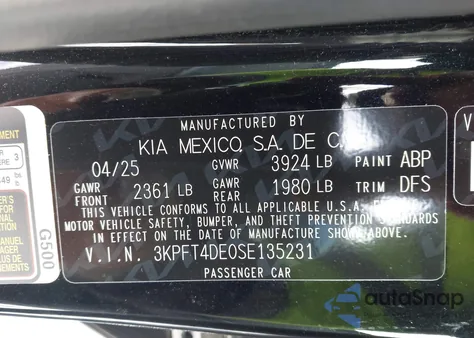 MANUFACTURED BY
KIA MEXICO, S.A. DE C.
04/25 GVWR 3924 LB PAINT ABP
GAWR FRONT 2361 LB GAWR REAR 1980 LB TRIM DFS
THIS VEHICLE CONFORMS TO ALL APPLICABLE U.S.A.
MOTOR VEHICLE SAFETY, BUMPER, AND THEFT PREVENTION STANDARDS
IN EFFECT ON THE DATE OF MANUFACTURE
SHOWN ABOVE.
V.I.N. 3KPFT4DE0SE135231
PASSENGER CAR
G500
autoSnap